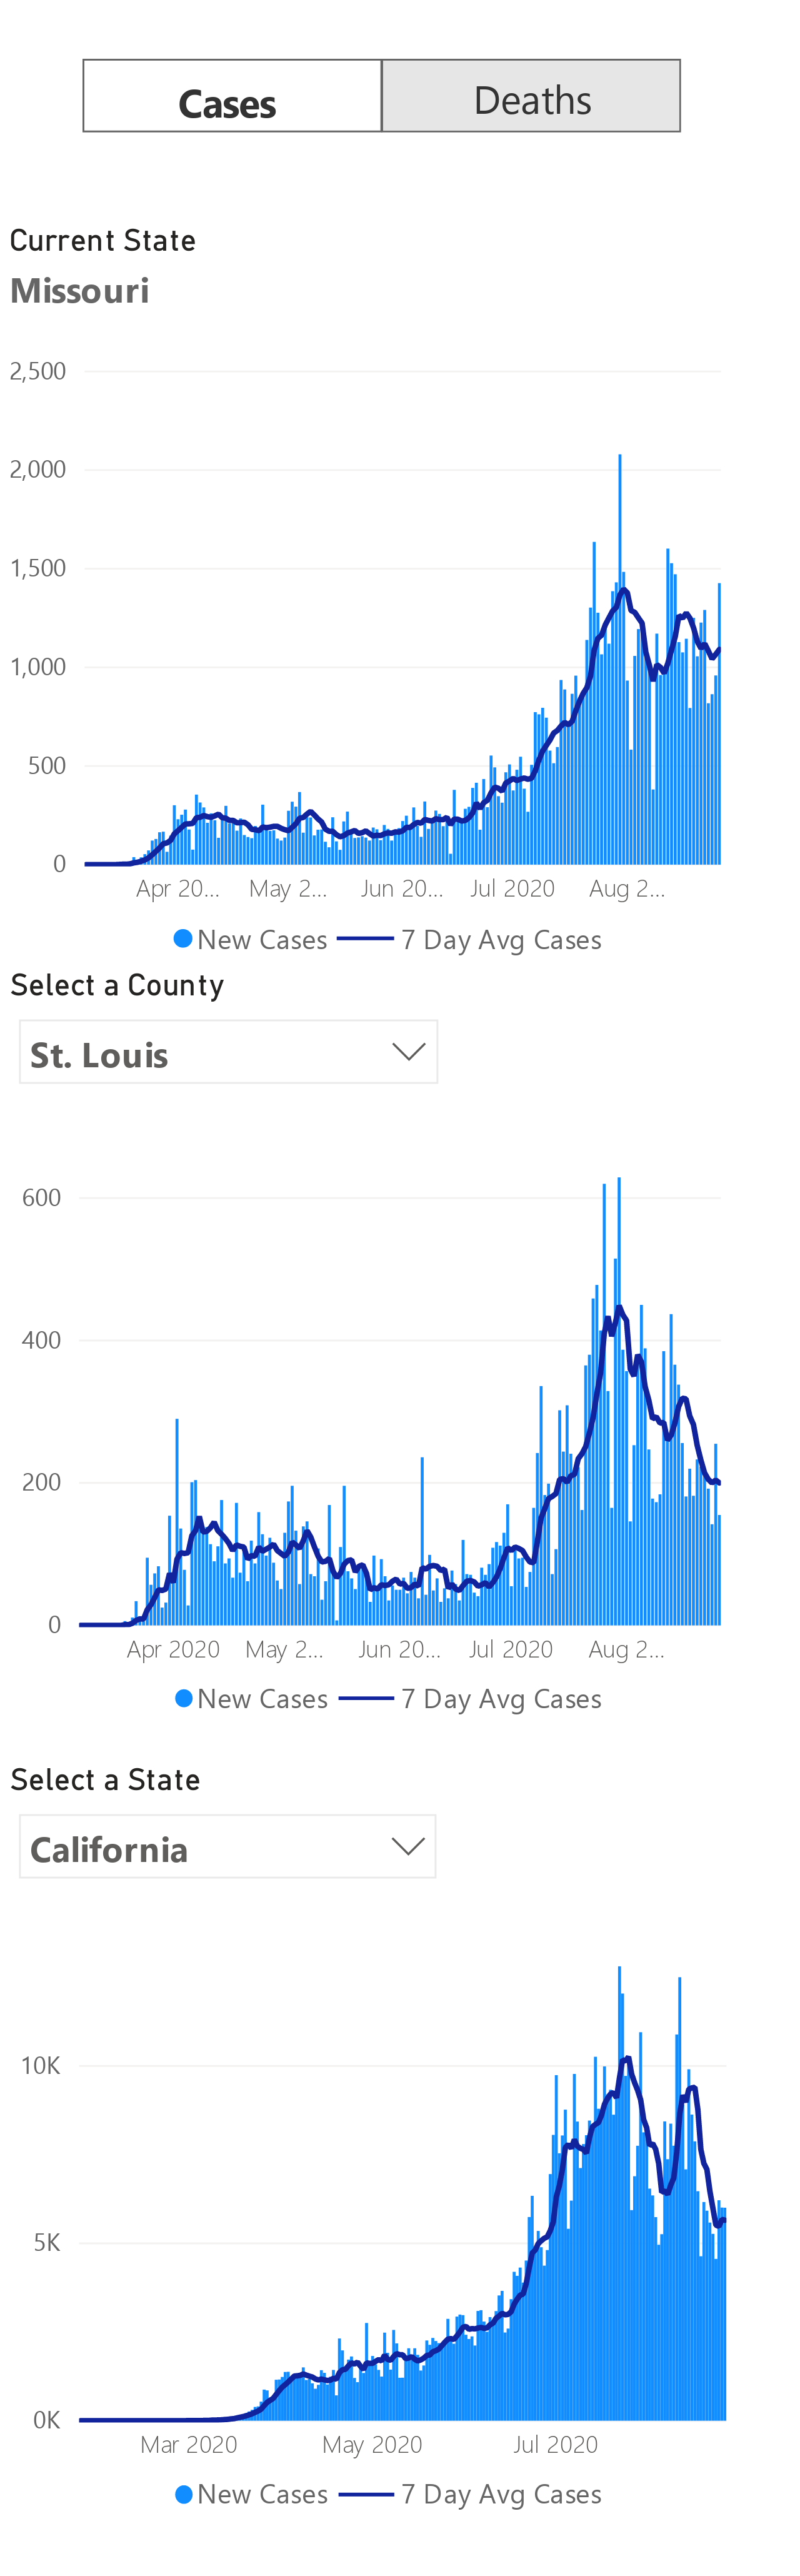 Cases Deaths
Current State
Missouri
2,500
2,000
1,500
1,000
500
0
Apr 20... May 2... Jun 20... Jul 2020 Aug 2...
New Cases 7 Day Avg Cases
Select a County
St. Louis
600
400
200
0
Apr 2020 May 2... Jun 20... Jul 2020 Aug 2...
New Cases 7 Day Avg Cases
Select a State
California
10K
5K
0K
Mar 2020 May 2020 Jul 2020
New Cases 7 Day Avg Cases